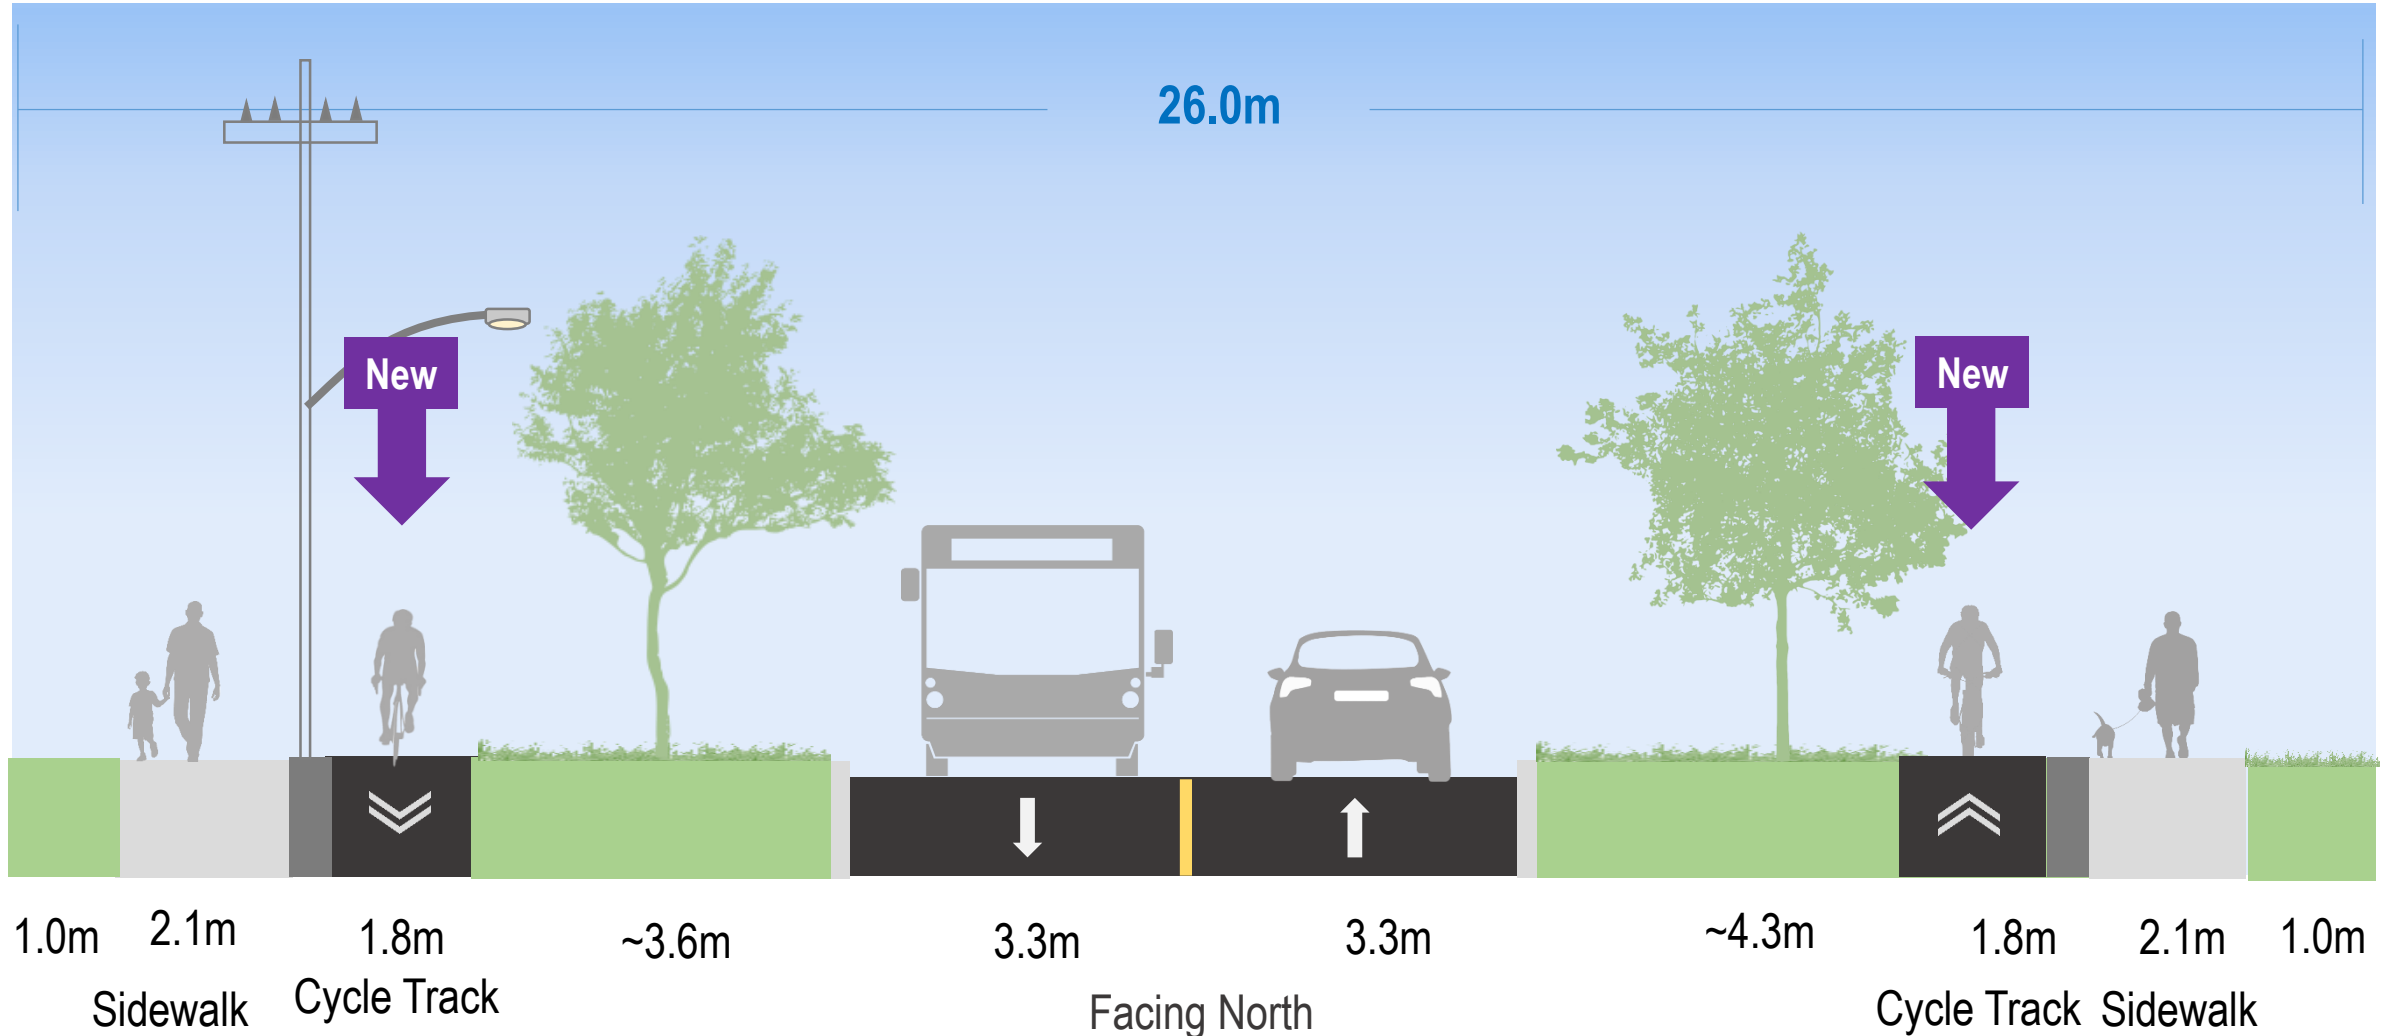 26.0m
New
New
1.0m 2.1m 1.8m ~3.6m 3.3m 3.3m ~4.3m 1.8m 2.1m 1.0m
Sidewalk Cycle Track Facing North Cycle Track Sidewalk